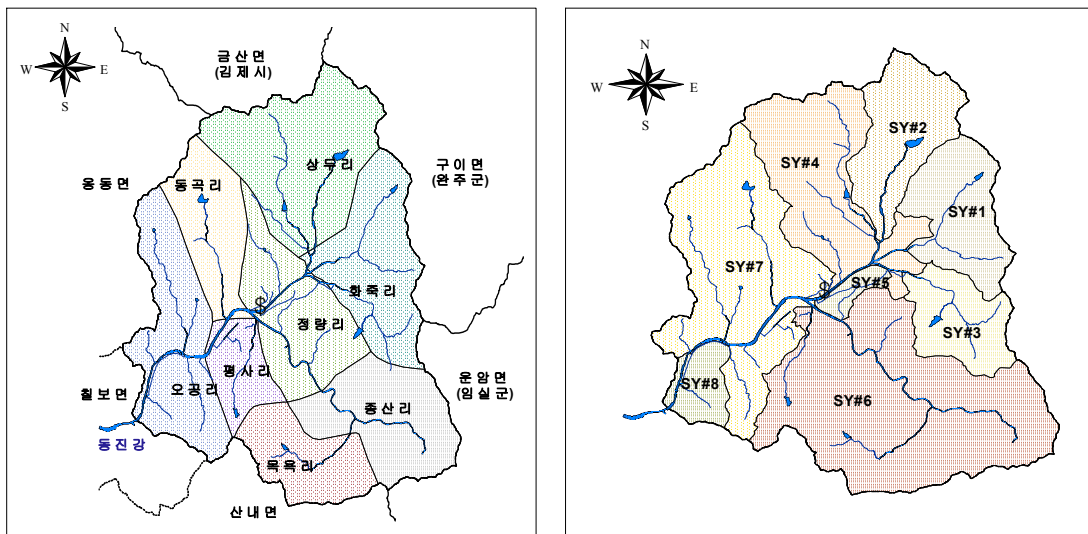 N
W
E
S
금산면
(김제시)
상두리
구이면
(완주군)
옹동면
동곡리
화죽리
정량리
평사리
운암면
(임실군)
칠보면
오공리
종산리
동진강
목욕리
산내면
N
W
E
S
SY#2
SY#4
SY#1
SY#7
SY#5
SY#3
SY#8
SY#6